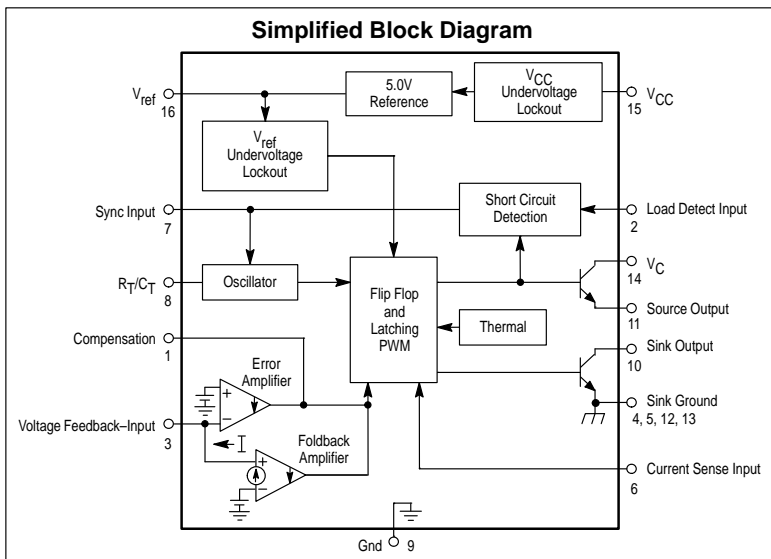 Simplified Block Diagram
Vref
16
5.0V
Reference
VCC
Undervoltage
Lockout
15
VCC
Vref
Undervoltage
Lockout
Sync Input
7
Short Circuit
Detection
Load Detect Input
2
RT/CT
8
Oscillator
Flip Flop
and
Latching
PWM
VC
14
Source Output
11
Thermal
Compensation
1
Sink Output
10
Error
Amplifier
+
–
Sink Ground
4, 5, 12, 13
Voltage Feedback–Input
3
I
Foldback
Amplifier
+
–
Current Sense Input
6
Gnd
9